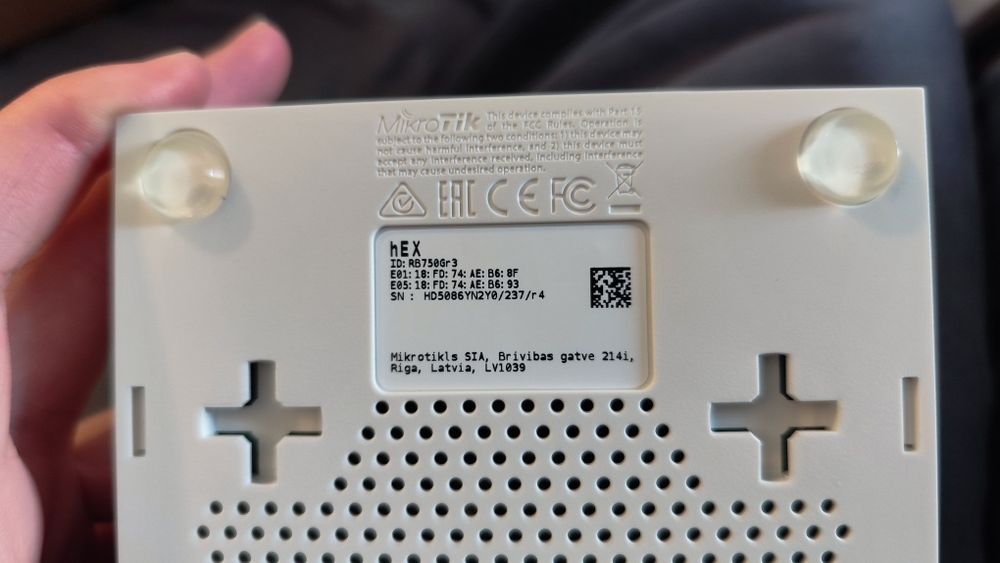 MikroTik This device complies with Part 15
of the FCC Rules. Operation is
subject to the following two conditions: 1) this device may
not cause harmful interference, and 2) this device must
accept any interference received, including interference
that may cause undesired operation.
EAC CE FC
hEX
ID: RB750Gr3
E01: 18: FD: 74: AE: B6: 8F
E05: 18: FD: 74: AE: B6: 93
SN : HD5086YN2Y0/237/r4
Mikrotikls SIA, Brivibas gatve 214i,
Riga, Latvia, LV1039